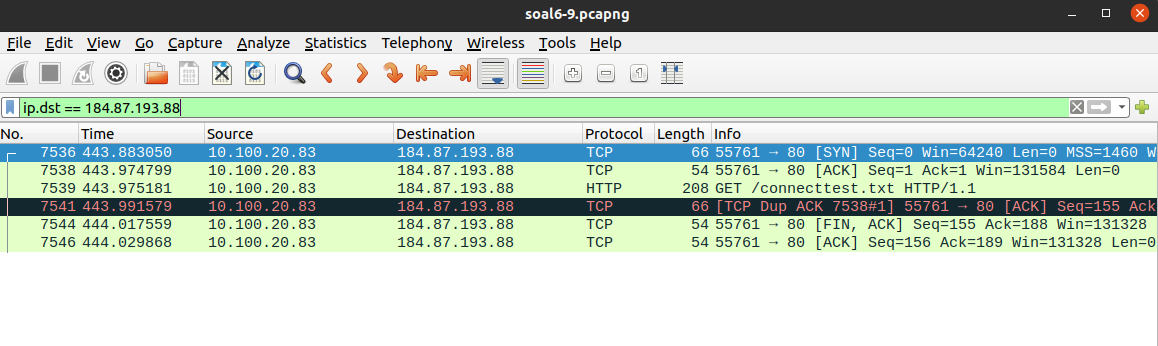 soal6-9.pcapng
File Edit View Go Capture Analyze Statistics Telephony Wireless Tools Help
ip.dst == 184.87.193.88
No. Time Source Destination Protocol Length Info
7536 443.883050 10.100.20.83 184.87.193.88 TCP 66 55761 → 80 [SYN] Seq=0 Win=64240 Len=0 MSS=1460 W
7538 443.974799 10.100.20.83 184.87.193.88 TCP 54 55761 → 80 [ACK] Seq=1 Ack=1 Win=131584 Len=0
7539 443.975181 10.100.20.83 184.87.193.88 HTTP 208 GET /connecttest.txt HTTP/1.1
7541 443.991579 10.100.20.83 184.87.193.88 TCP 66 [TCP Dup ACK 7538#1] 55761 → 80 [ACK] Seq=155 Ack
7544 444.017559 10.100.20.83 184.87.193.88 TCP 54 55761 → 80 [FIN, ACK] Seq=155 Ack=188 Win=131328
7546 444.029868 10.100.20.83 184.87.193.88 TCP 54 55761 → 80 [ACK] Seq=156 Ack=189 Win=131328 Len=0